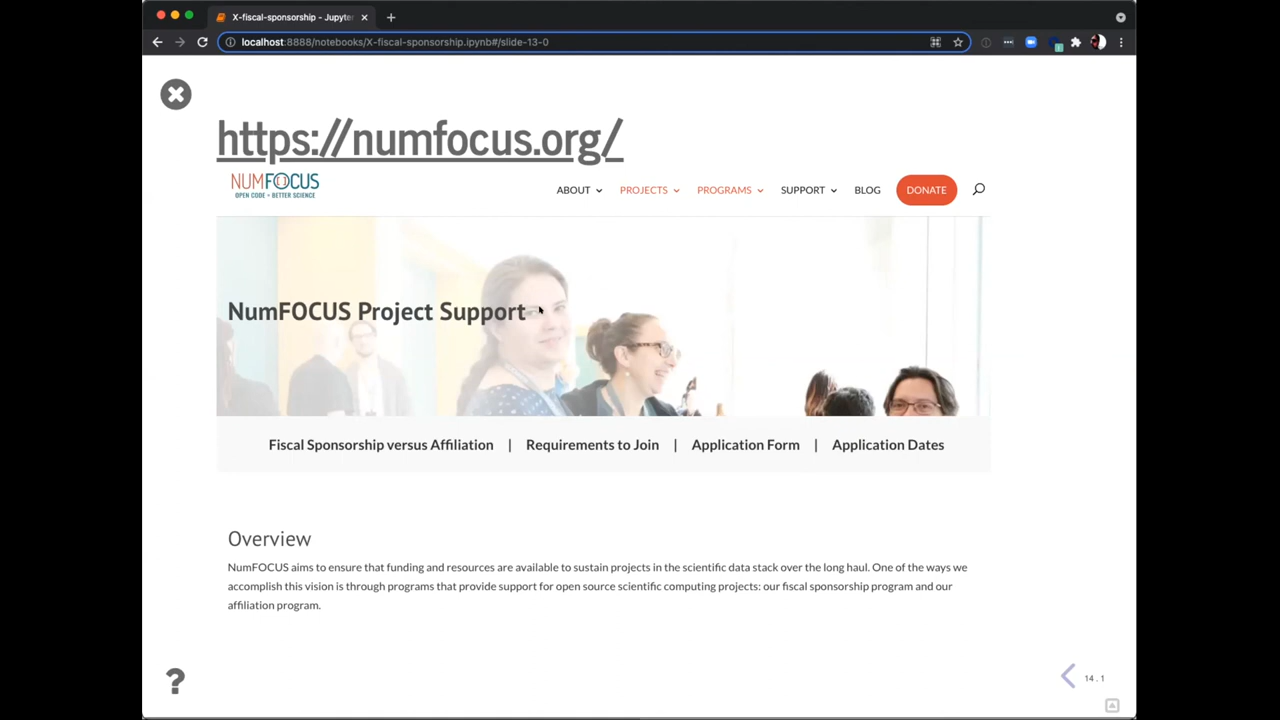 X-fiscal-sponsorship - Jupyte
localhost:8888/notebooks/X-fiscal-sponsorship.ipynb#/slide-13-0
https://numfocus.org/
NUMFOCUS
OPEN CODE = BETTER SCIENCE
ABOUT PROJECTS PROGRAMS SUPPORT BLOG DONATE
NumFOCUS Project Support
Fiscal Sponsorship versus Affiliation | Requirements to Join | Application Form | Application Dates
Overview
NumFOCUS aims to ensure that funding and resources are available to sustain projects in the scientific data stack over the long haul. One of the ways we
accomplish this vision is through programs that provide support for open source scientific computing projects: our fiscal sponsorship program and our
affiliation program.
?
14 . 1